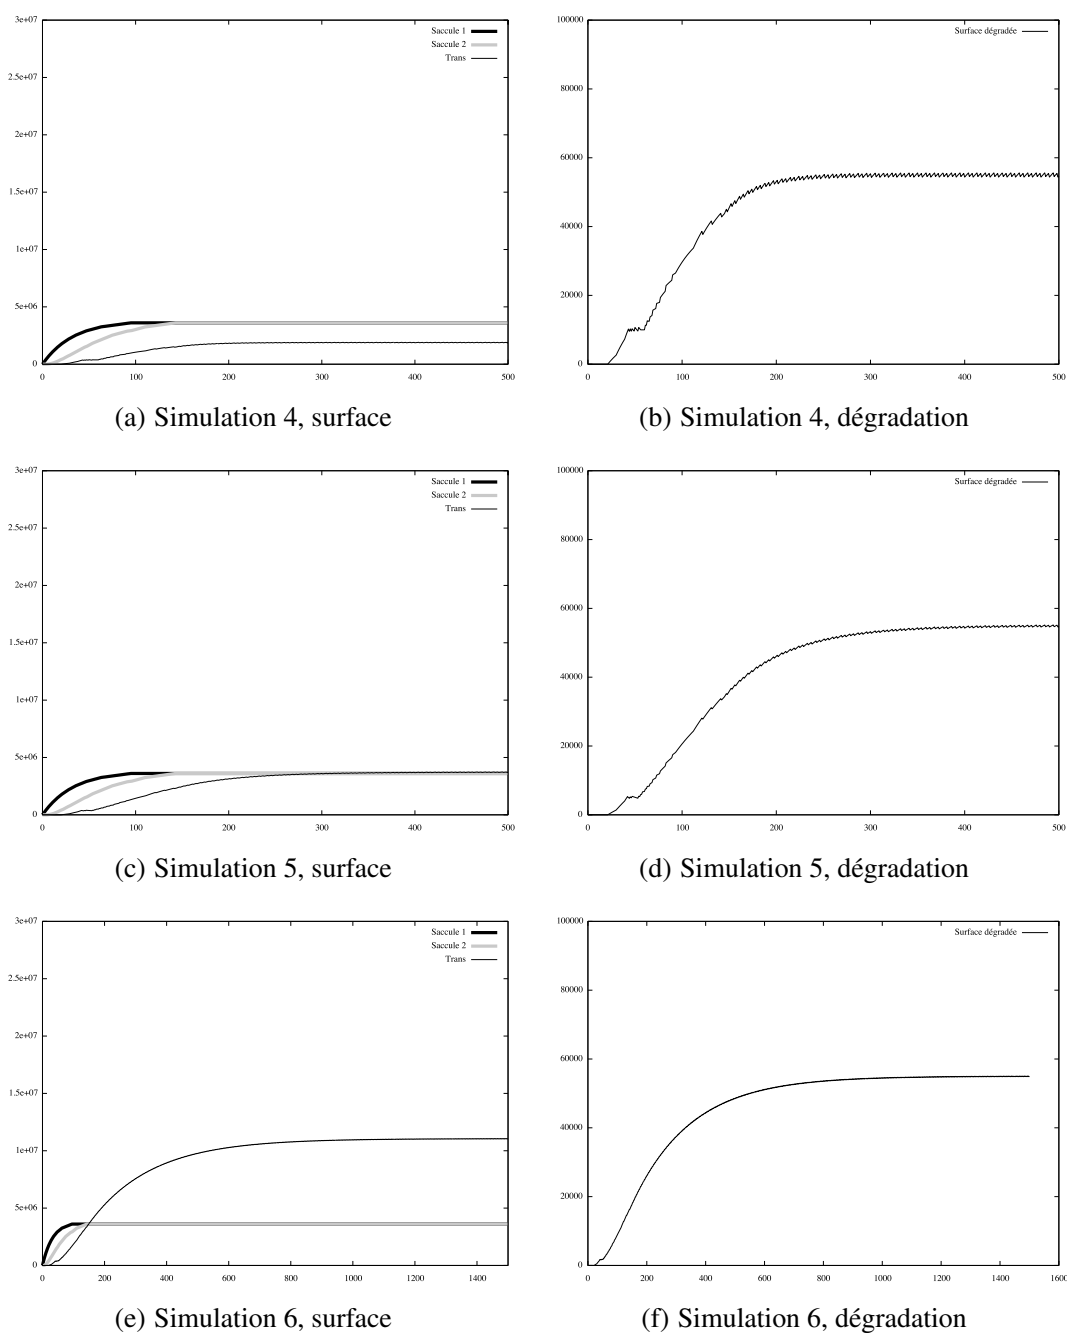 3e+07
2.5e+07
2e+07
1.5e+07
1e+07
5e+06
0
0 100 200 300 400 500
Saccule 1
Saccule 2
Trans
(a) Simulation 4, surface
100000
80000
60000
40000
20000
0
0 100 200 300 400 500
Surface dégradée
(b) Simulation 4, dégradation
3e+07
2.5e+07
2e+07
1.5e+07
1e+07
5e+06
0
0 100 200 300 400 500
Saccule 1
Saccule 2
Trans
(c) Simulation 5, surface
100000
80000
60000
40000
20000
0
0 100 200 300 400 500
Surface dégradée
(d) Simulation 5, dégradation
3e+07
2.5e+07
2e+07
1.5e+07
1e+07
5e+06
0
0 200 400 600 800 1000 1200 1400
Saccule 1
Saccule 2
Trans
(e) Simulation 6, surface
100000
80000
60000
40000
20000
0
0 200 400 600 800 1000 1200 1400 1600
Surface dégradée
(f) Simulation 6, dégradation